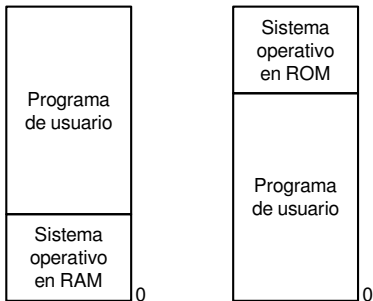 Programa
de usuario
Sistema
operativo
en RAM
0
Sistema
operativo
en ROM
Programa
de usuario
0